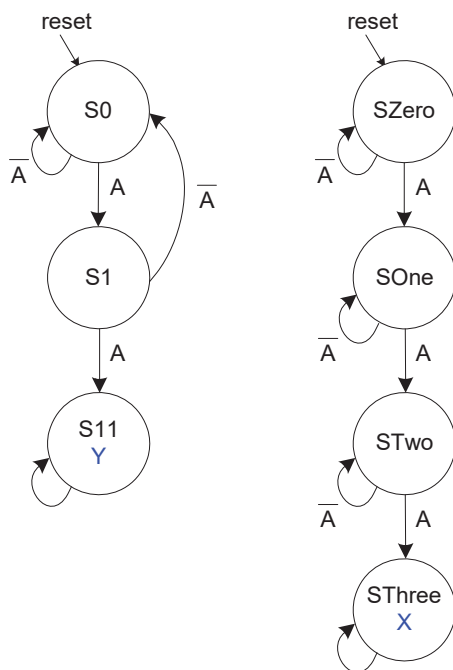 reset
S0
A̅
A
A̅
S1
A
S11
Y
reset
SZero
A̅
A
SOne
A̅
A
STwo
A̅
A
SThree
X